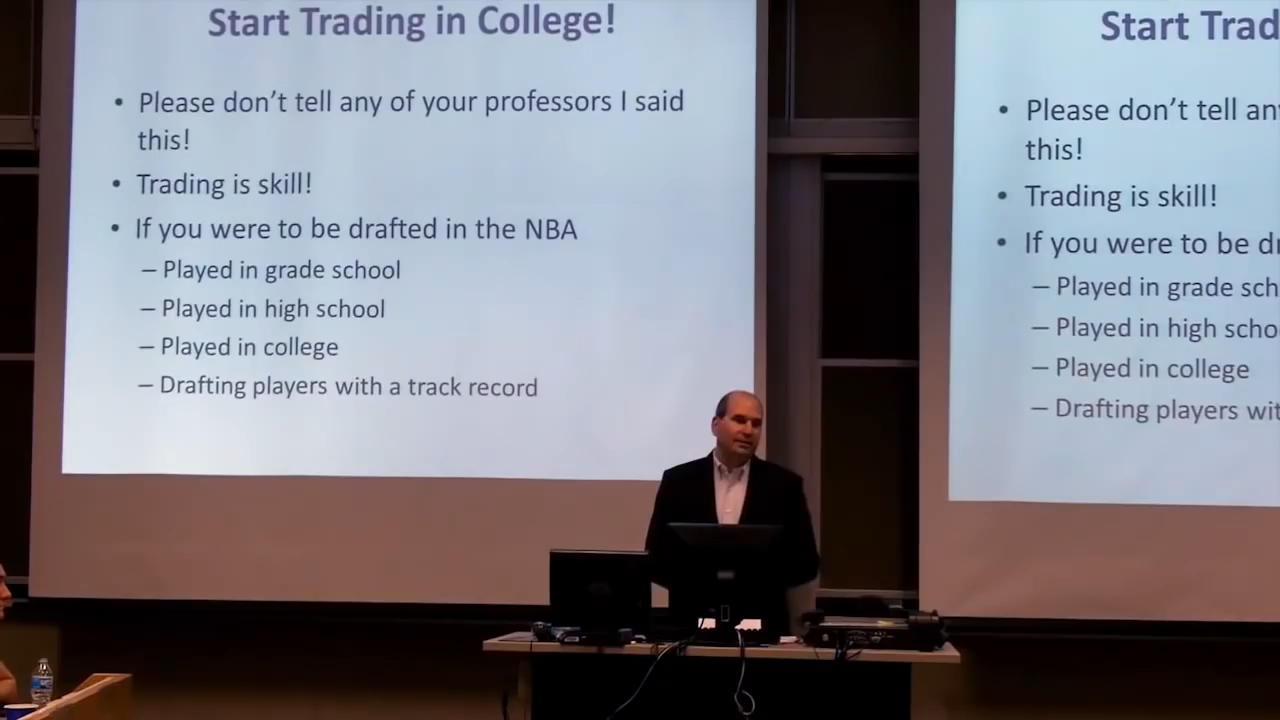 Start Trading in College!
• Please don't tell any of your professors I said
this!
• Trading is skill!
• If you were to be drafted in the NBA
– Played in grade school
– Played in high school
– Played in college
– Drafting players with a track record
Start Trad
• Please don't tell an
this!
• Trading is skill!
• If you were to be d
– Played in grade sch
– Played in high scho
– Played in college
– Drafting players wit